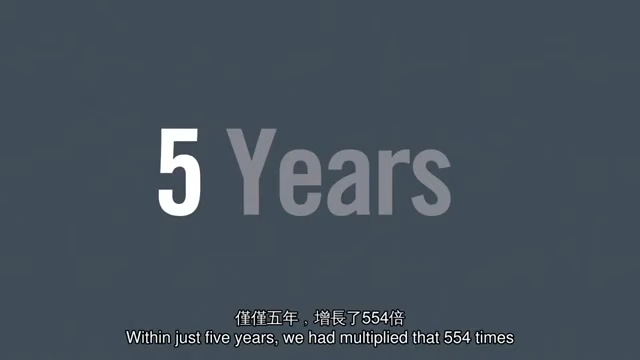 5 Years
僅僅五年，增長了554倍
Within just five years, we had multiplied that 554 times